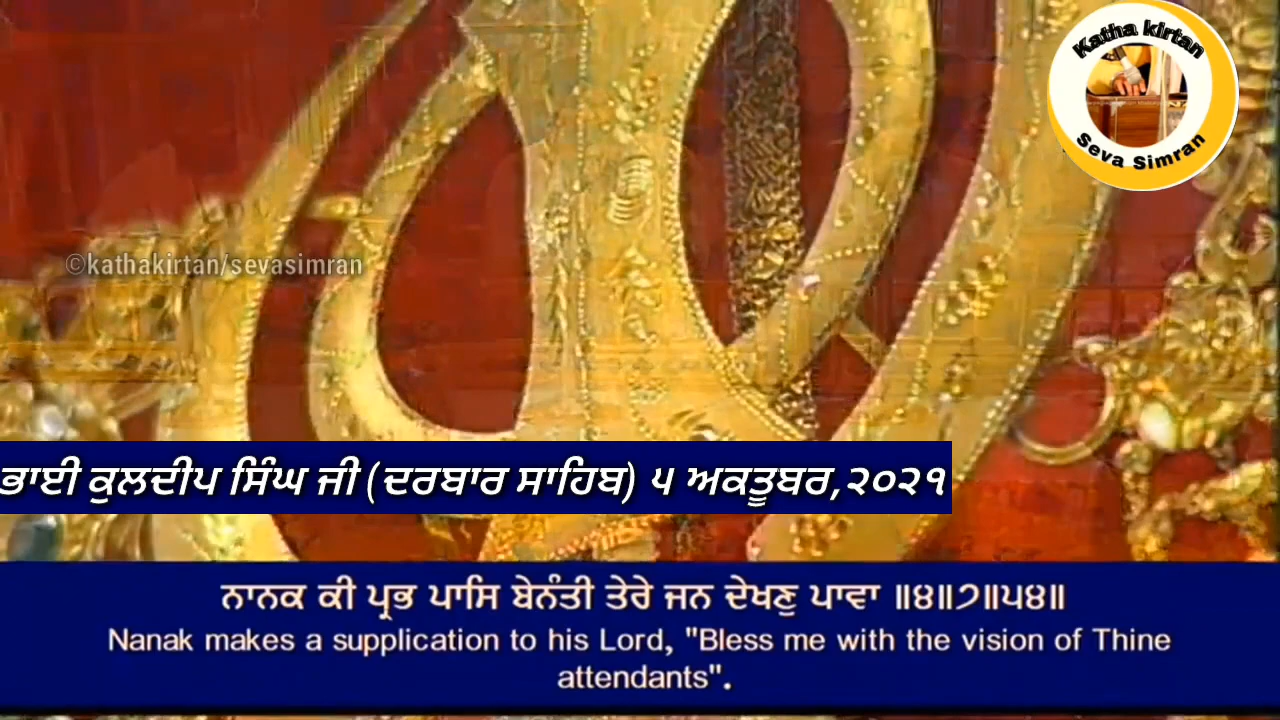 Katha kirtan
Seva Simran
©kathakirtan/sevasimran
ਭਾਈ ਕੁਲਦੀਪ ਸਿੰਘ ਜੀ (ਦਰਬਾਰ ਸਾਹਿਬ) ੫ ਅਕਤੂਬਰ,੨੦੨੧
ਨਾਨਕ ਕੀ ਪ੍ਰਭ ਪਾਸਿ ਬੇਨੰਤੀ ਤੇਰੇ ਜਨ ਦੇਖਣੁ ਪਾਵਾ ॥੪॥੭॥੫੪॥
Nanak makes a supplication to his Lord, "Bless me with the vision of Thine
attendants".